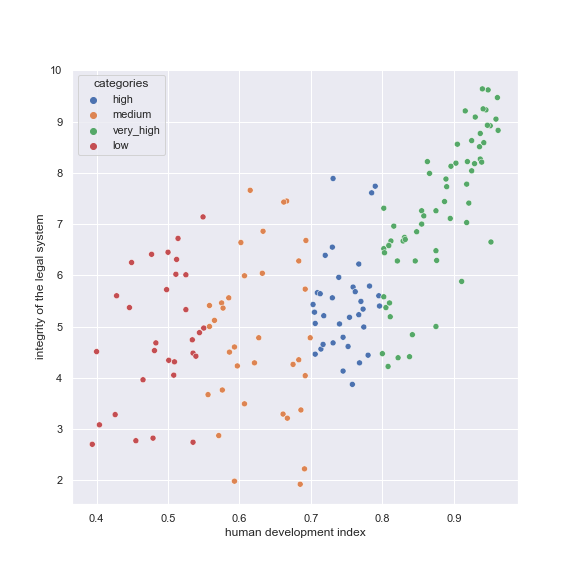 categories
high
medium
very_high
low
10
9
8
7
6
5
4
3
2
integrity of the legal system
0.4 0.5 0.6 0.7 0.8 0.9
human development index